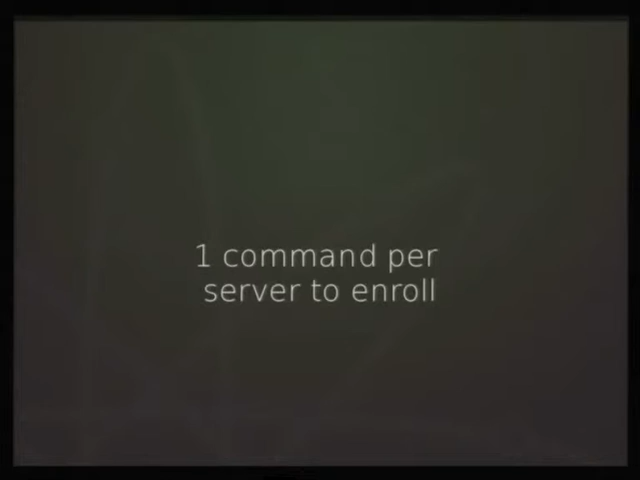 1 command per
server to enroll